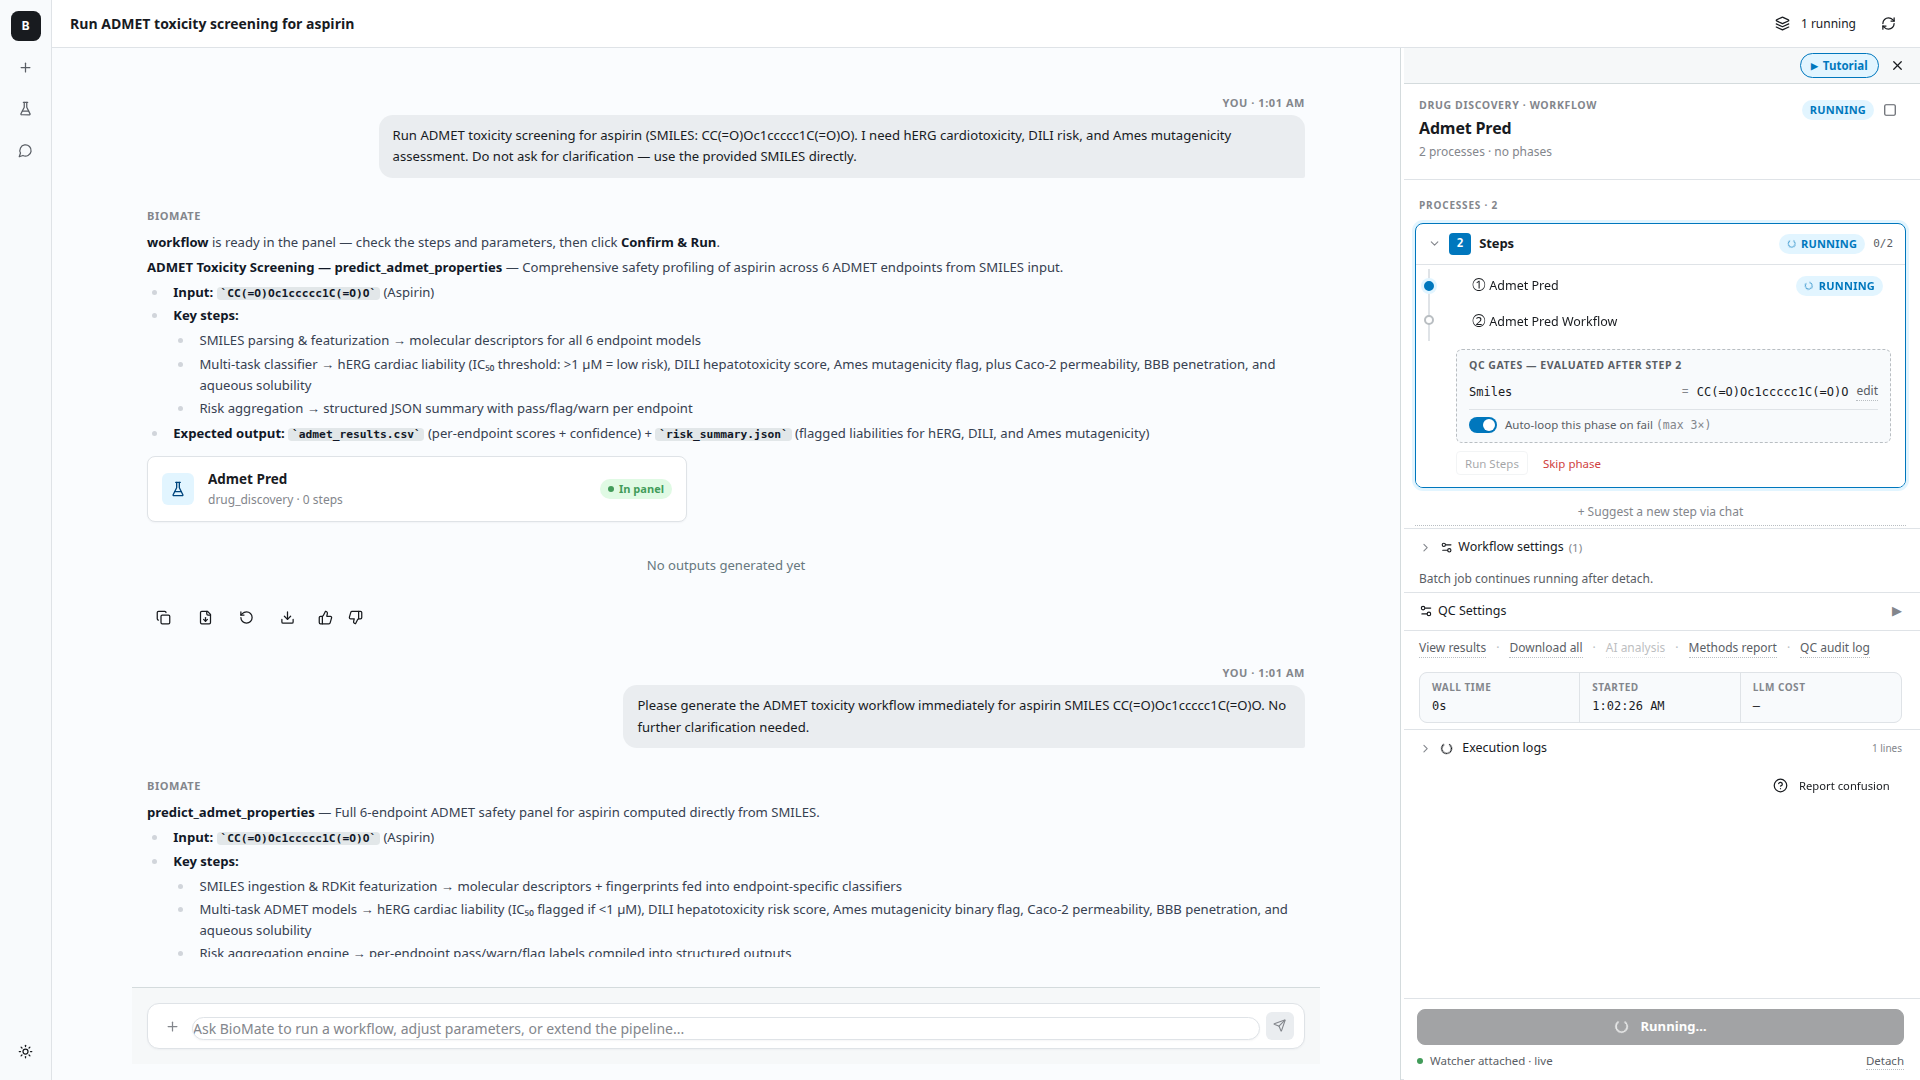 B
Run ADMET toxicity screening for aspirin
1 running
YOU · 1:01 AM
Run ADMET toxicity screening for aspirin (SMILES: CC(=O)Oc1ccccc1C(=O)O). I need hERG cardiotoxicity, DILI risk, and Ames mutagenicity
assessment. Do not ask for clarification — use the provided SMILES directly.
BIOMATE
workflow is ready in the panel — check the steps and parameters, then click Confirm & Run.
ADMET Toxicity Screening — predict_admet_properties — Comprehensive safety profiling of aspirin across 6 ADMET endpoints from SMILES input.
Input: `CC(=O)Oc1ccccc1C(=O)O` (Aspirin)
Key steps:
SMILES parsing & featurization → molecular descriptors for all 6 endpoint models
Multi-task classifier → hERG cardiac liability (IC₅₀ threshold: >1 µM = low risk), DILI hepatotoxicity score, Ames mutagenicity flag, plus Caco-2 permeability, BBB penetration, and
aqueous solubility
Risk aggregation → structured JSON summary with pass/flag/warn per endpoint
Expected output: `admet_results.csv` (per-endpoint scores + confidence) + `risk_summary.json` (flagged liabilities for hERG, DILI, and Ames mutagenicity)
Admet Pred
drug_discovery · 0 steps
In panel
No outputs generated yet
YOU · 1:01 AM
Please generate the ADMET toxicity workflow immediately for aspirin SMILES CC(=O)Oc1ccccc1C(=O)O. No
further clarification needed.
BIOMATE
predict_admet_properties — Full 6-endpoint ADMET safety panel for aspirin computed directly from SMILES.
Input: `CC(=O)Oc1ccccc1C(=O)O` (Aspirin)
Key steps:
SMILES ingestion & RDKit featurization → molecular descriptors + fingerprints fed into endpoint-specific classifiers
Multi-task ADMET models → hERG cardiac liability (IC₅₀ flagged if <1 µM), DILI hepatotoxicity risk score, Ames mutagenicity binary flag, Caco-2 permeability, BBB penetration, and
aqueous solubility
Risk aggregation engine → per-endpoint pass/warn/flag labels compiled into structured outputs
Ask BioMate to run a workflow, adjust parameters, or extend the pipeline...
▶ Tutorial
DRUG DISCOVERY · WORKFLOW
RUNNING
Admet Pred
2 processes · no phases
PROCESSES · 2
2 Steps RUNNING 0/2
① Admet Pred RUNNING
② Admet Pred Workflow
QC GATES — EVALUATED AFTER STEP 2
Smiles = CC(=O)Oc1ccccc1C(=O)O edit
Auto-loop this phase on fail (max 3×)
Run Steps Skip phase
+ Suggest a new step via chat
Workflow settings (1)
Batch job continues running after detach.
QC Settings ▶
View results · Download all · AI analysis · Methods report · QC audit log
WALL TIME STARTED LLM COST
0s 1:02:26 AM —
Execution logs 1 lines
Report confusion
Running...
Watcher attached · live Detach